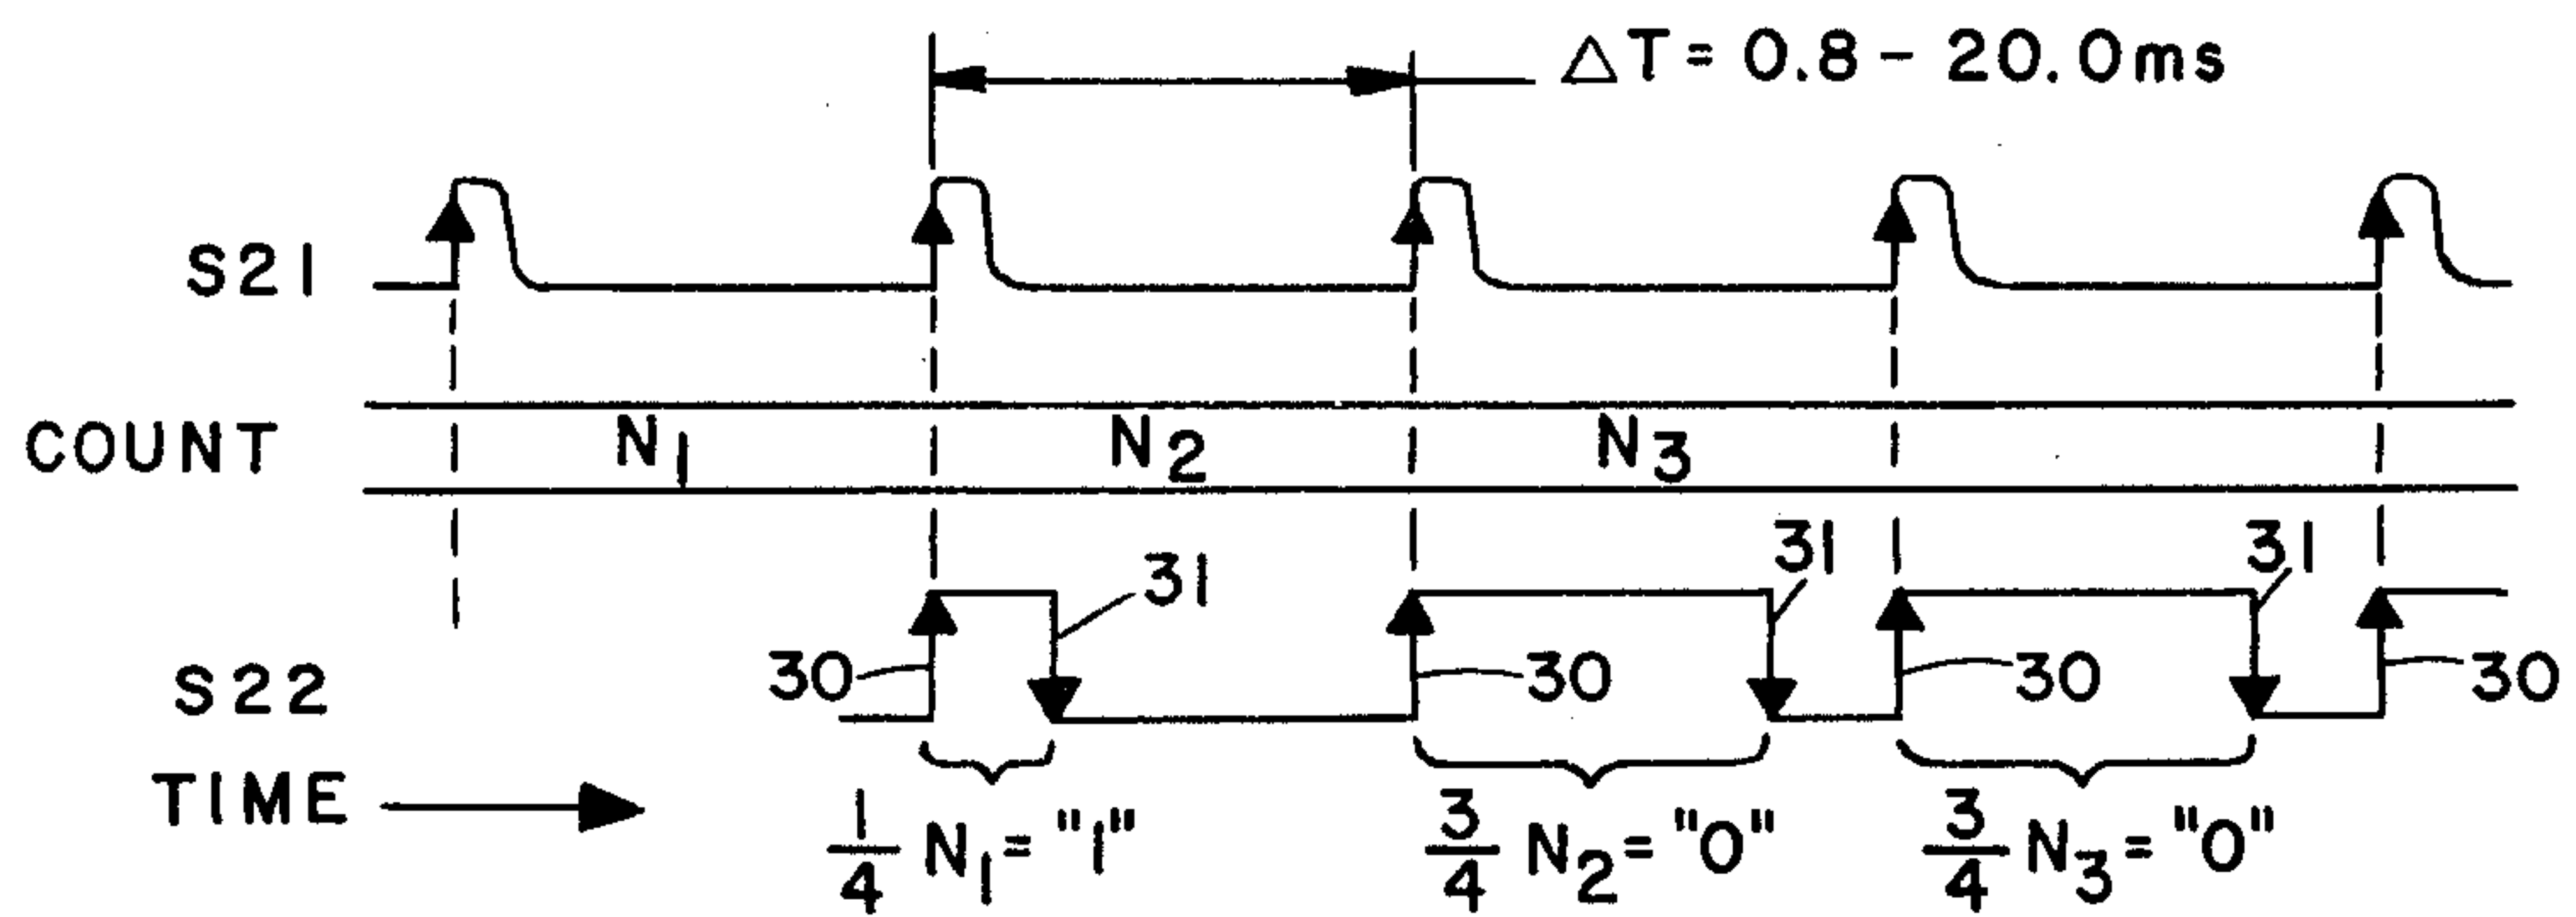 ΔT = 0.8 - 20.0ms
S21
COUNT
N1 N2 N3
31 31 31
30 30 30 30
S22
TIME
1/4 N1 = "1" 3/4 N2 = "0" 3/4 N3 = "0"